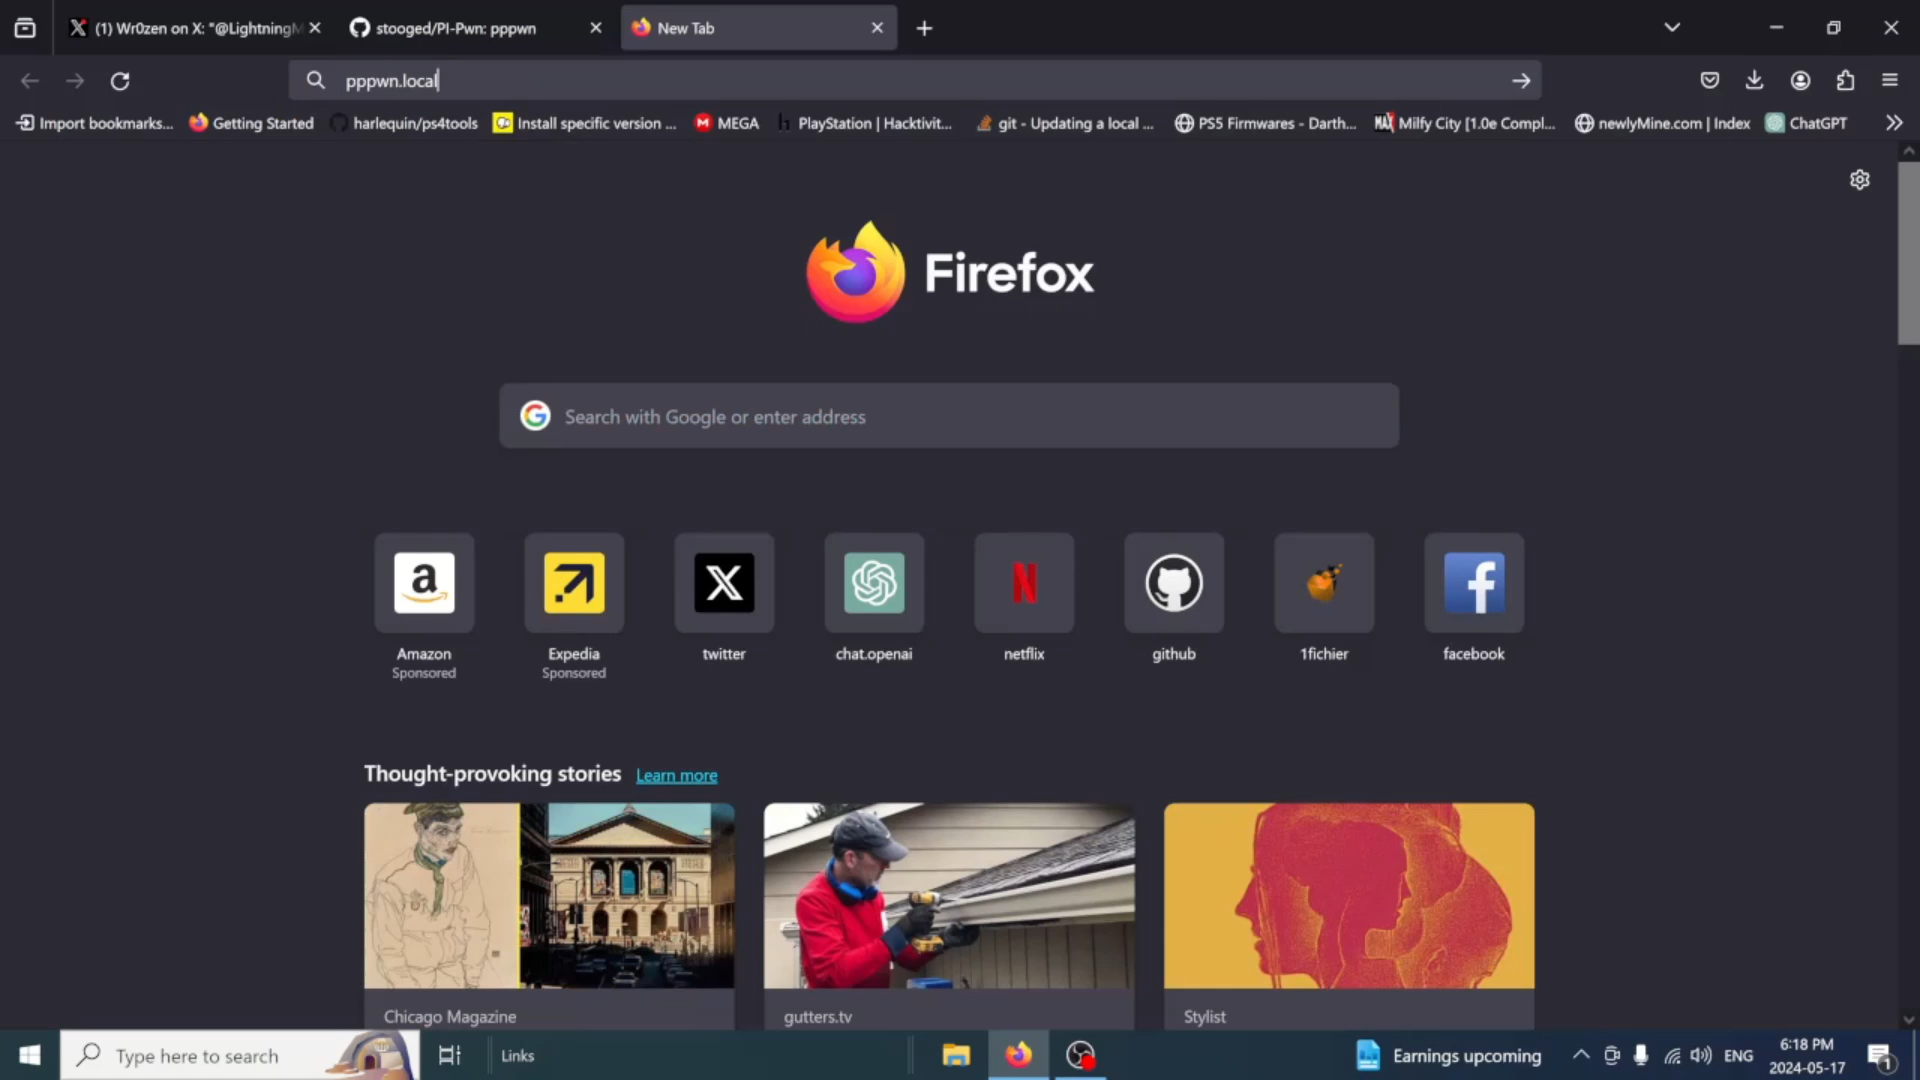 (1) Wr0zen on X: "@LightningM
stooged/PI-Pwn: pppwn
New Tab
pppwn.local
Import bookmarks...
Getting Started
harlequin/ps4tools
Install specific version ...
MEGA
PlayStation | Hacktivit...
git - Updating a local ...
PS5 Firmwares - Darth...
Milfy City [1.0e Compl...
newlyMine.com | Index
ChatGPT
Firefox
Search with Google or enter address
Amazon
Sponsored
Expedia
Sponsored
twitter
chat.openai
netflix
github
1fichier
facebook
Thought-provoking stories
Learn more
Chicago Magazine
gutters.tv
Stylist
Type here to search
Links
Earnings upcoming
ENG
6:18 PM
2024-05-17
1